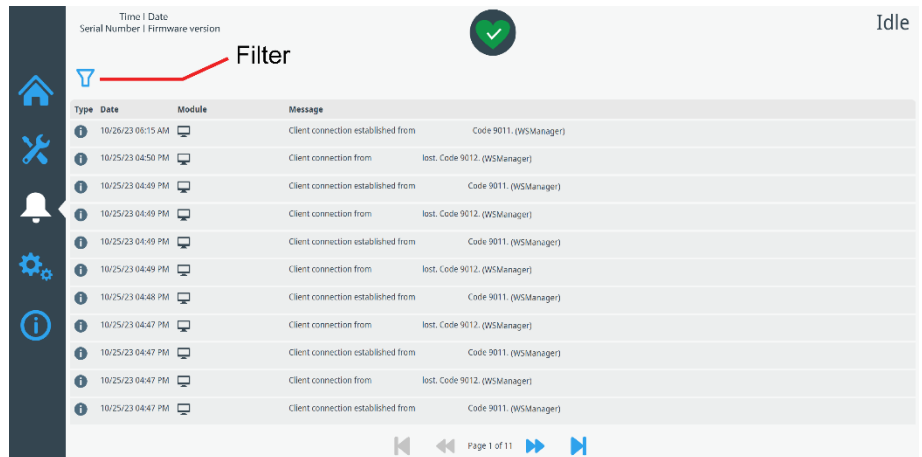 Time | Date
Serial Number | Firmware version
Idle
Filter
Type Date Module Message
10/26/23 06:15 AM Client connection established from Code 9011. (WSManager)
10/25/23 04:50 PM Client connection from lost. Code 9012. (WSManager)
10/25/23 04:49 PM Client connection established from Code 9011. (WSManager)
10/25/23 04:49 PM Client connection from lost. Code 9012. (WSManager)
10/25/23 04:49 PM Client connection established from Code 9011. (WSManager)
10/25/23 04:49 PM Client connection from lost. Code 9012. (WSManager)
10/25/23 04:48 PM Client connection established from Code 9011. (WSManager)
10/25/23 04:47 PM Client connection from lost. Code 9012. (WSManager)
10/25/23 04:47 PM Client connection established from Code 9011. (WSManager)
10/25/23 04:47 PM Client connection from lost. Code 9012. (WSManager)
10/25/23 04:47 PM Client connection established from Code 9011. (WSManager)
Page 1 of 11